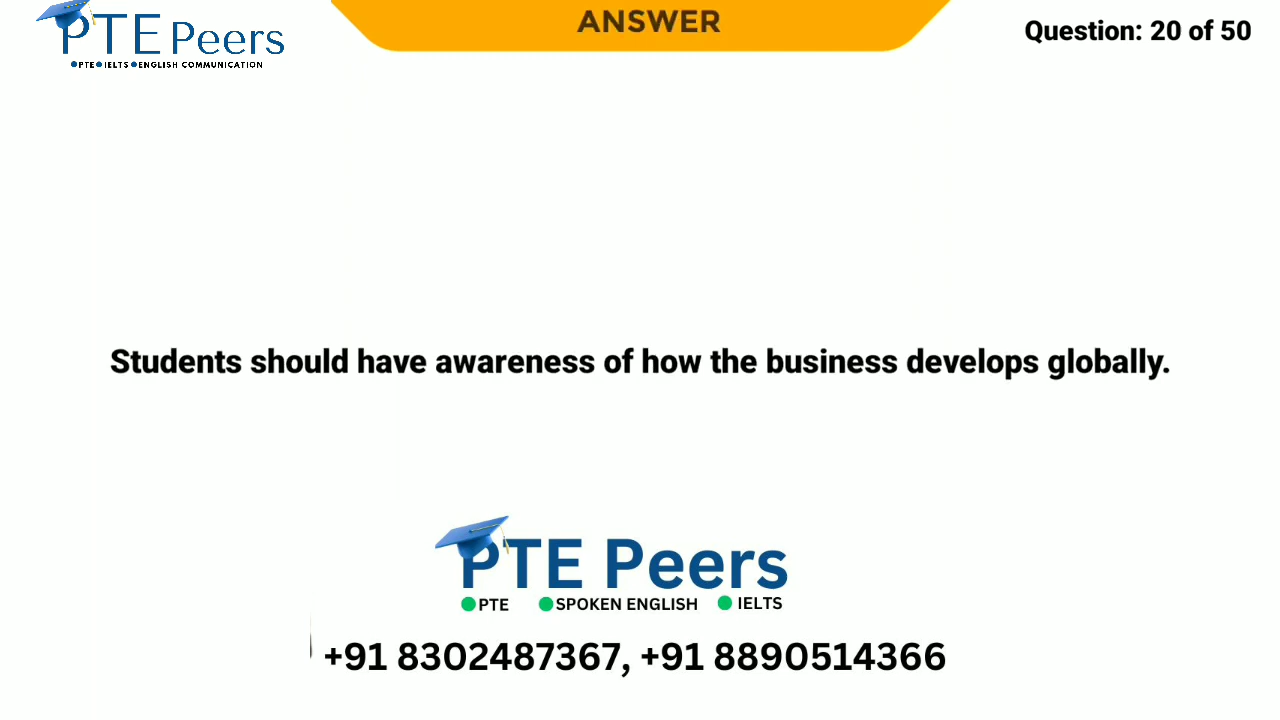 PTE Peers
PTE IELTS ENGLISH COMMUNICATION
ANSWER
Question: 20 of 50
Students should have awareness of how the business develops globally.
PTE Peers
PTE SPOKEN ENGLISH IELTS
+91 8302487367, +91 8890514366